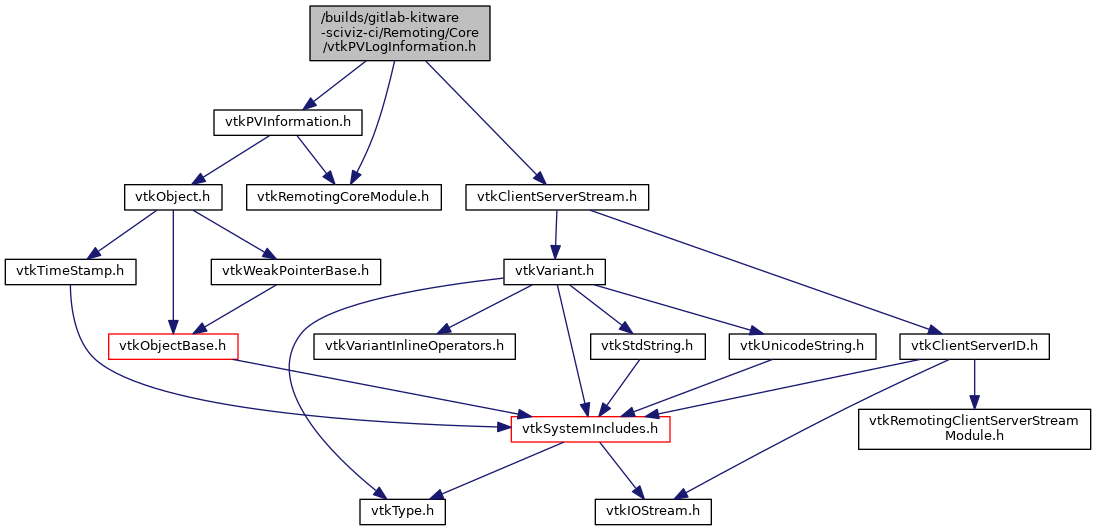 /builds/gitlab-kitware
-sciviz-ci/Remoting/Core
/vtkPVLogInformation.h
vtkPVInformation.h
vtkObject.h
vtkRemotingCoreModule.h
vtkClientServerStream.h
vtkTimeStamp.h
vtkWeakPointerBase.h
vtkVariant.h
vtkObjectBase.h
vtkVariantInlineOperators.h
vtkStdString.h
vtkUnicodeString.h
vtkClientServerID.h
vtkSystemIncludes.h
vtkRemotingClientServerStream
Module.h
vtkType.h
vtkIOStream.h